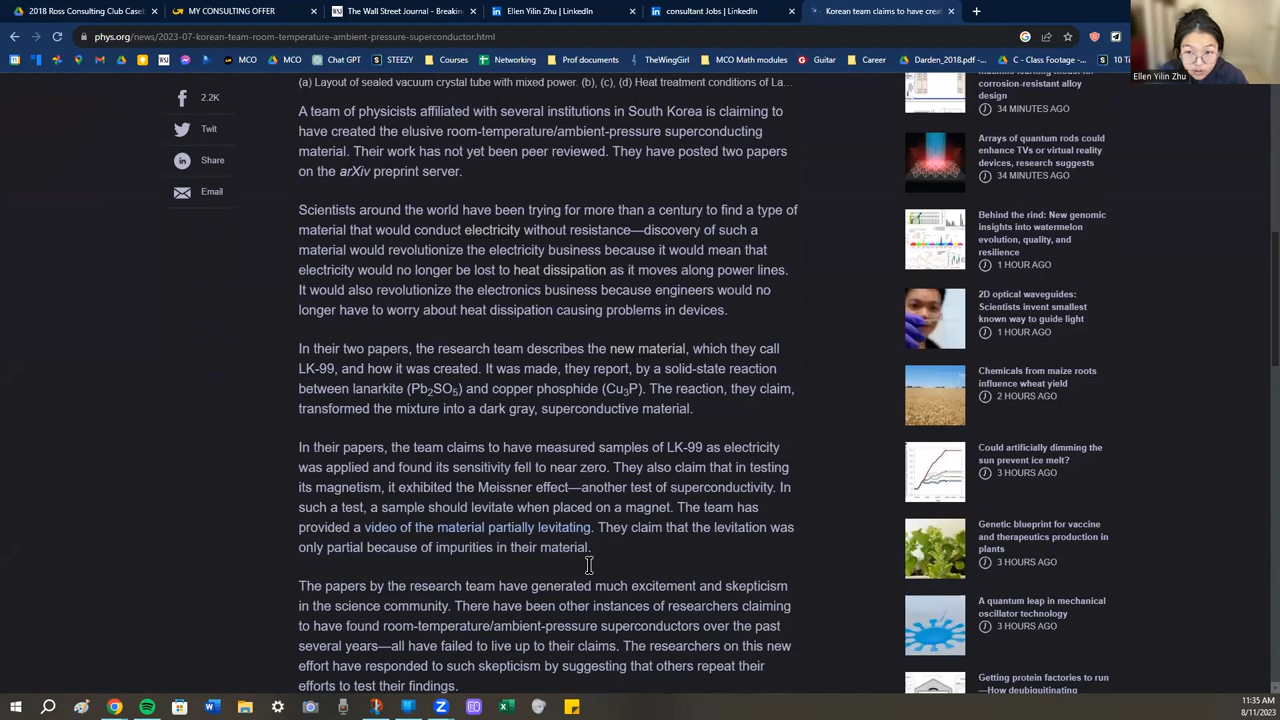 2018 Ross Consulting Club Case
MY CONSULTING OFFER
The Wall Street Journal - Breakin
Ellen Yilin Zhu | LinkedIn
consultant Jobs | LinkedIn
Korean team claims to have creat
phys.org/news/2023-07-korean-team-room-temperature-ambient-pressure-superconductor.html
MCO
MCO Prospecting
TheWingGirl
MCO Materials
Guitar
Career
Darden_2018.pdf -...
C - Class Footage -...
10 Ti
Ellen Yilin Zhu
(a) Layered lead apatite crystal structure
corrosion-resistant alloy
design
34 MINUTES AGO
A team of physicists affiliated with several institutions in South Korea is claiming to
have created the elusive room-temperature/ambient-pressure superconducting
material. Their work has not yet been peer reviewed. They have posted two papers
on the arXiv preprint server.
Twit
Share
Email
Arrays of quantum rods could
enhance TVs or virtual reality
devices, research suggests
34 MINUTES AGO
Scientists around the world have been trying for more than a century to find a type of
material that can conduct electricity without resistance—discovery of such a
material would change the electricity business because it would mean that
electricity would no longer be lost to heat dissipation as it moves along power lines.
It would also revolutionize the electronics business because engineers would no
longer have to worry about heat dissipation causing problems in devices.
Behind the rind: New genomic
insights into watermelon
evolution, quality, and
resilience
1 HOUR AGO
2D optical waveguides:
Scientists invent smallest
known way to guide light
1 HOUR AGO
In their two papers, the research team describes the new material, which they call
LK-99, and how it was created. It was made, they report, by a solid-state reaction
between lanarkite (Pb₂SO₅) and copper phosphide (Cu₃P). The reaction, they claim,
transformed the mixture into a dark gray, superconductive material.
Chemicals from maize roots
influence wheat yield
2 HOURS AGO
In their papers, the team claims to have measured samples of LK-99 as electricity
was applied and found its sensitivity fell to near zero. They also claim that in testing
its magnetism, it exhibited the Meissner effect—another test of superconductivity. In
such a test, a sample should levitate when placed on a magnet. The team has
provided a video of the material partially levitating. They claim that the levitation was
only partial because of impurities in their material.
Could artificially dimming the
sun prevent ice melt?
3 HOURS AGO
Genetic blueprint for vaccine
and therapeutics production in
plants
3 HOURS AGO
The papers by the research team have generated much excitement and skepticism
in the science community. There have been other instances of researchers claiming
to have found room-temperature/ambient-pressure superconductors over the past
several years—all have failed to live up to their claims. The researchers on this new
effort have responded to such skepticism by suggesting that others repeat their
efforts to test their findings.
A quantum leap in mechanical
oscillator technology
3 HOURS AGO
Getting protein factories to run
—How deubiquitinating
11:35 AM
8/11/2023